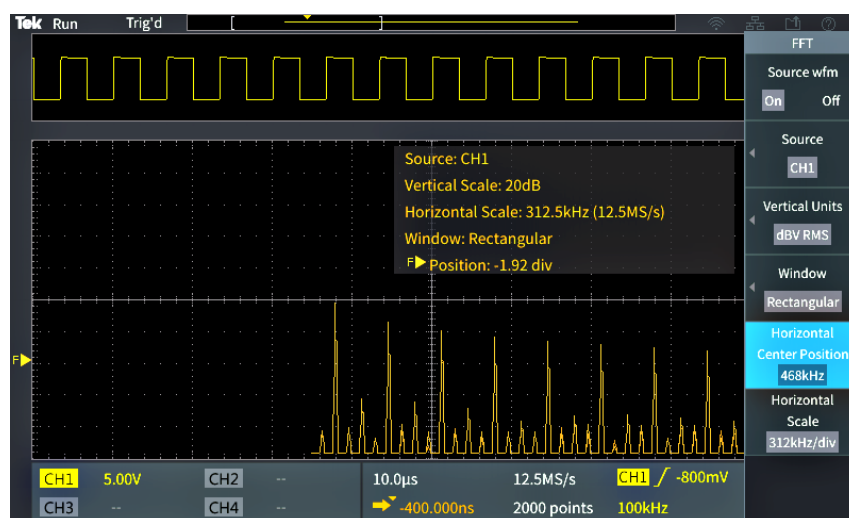 Tek Run Trig'd [ ]
FFT
Source wfm
On Off
Source
CH1
Vertical Units
dBV RMS
Window
Rectangular
Horizontal
Center Position
468kHz
Horizontal
Scale
312kHz/div
Source: CH1
Vertical Scale: 20dB
Horizontal Scale: 312.5kHz (12.5MS/s)
Window: Rectangular
F Position: -1.92 div
F
CH1 5.00V CH2 -- 10.0µs 12.5MS/s CH1 -800mV
CH3 -- CH4 -- -400.000ns 2000 points 100kHz